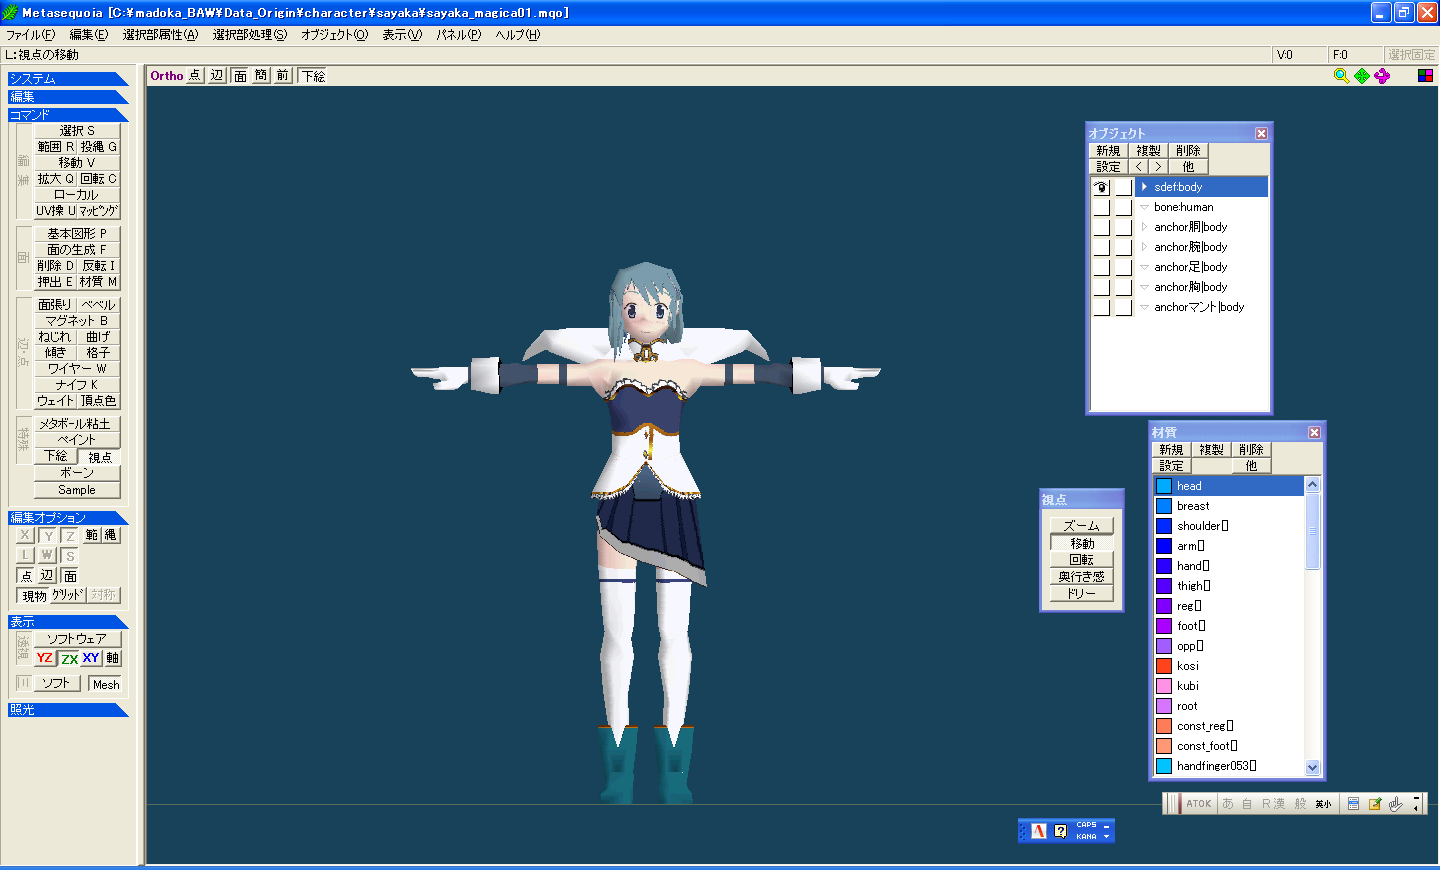 Metasequoia [C:¥madoka_BAW¥Data_Origin¥character¥sayaka¥sayaka_magica01.mqo]
ファイル(F) 編集(E) 選択部属性(A) 選択部処理(S) オブジェクト(O) 表示(V) パネル(P) ヘルプ(H)
L:視点の移動 V:0 F:0 選択固定
システム
編集
コマンド
編集
選択 S
範囲 R 投縄 G
移動 V
拡大 Q 回転 C
ローカル
UV操 U マッピング
面
基本図形 P
面の生成 F
削除 D 反転 I
押出 E 材質 M
辺・点
面張り ベベル
マグネット B
ねじれ 曲げ
傾き 格子
ワイヤー W
ナイフ K
ウェイト 頂点色
特殊
メタボール粘土
ペイント
下絵 視点
ボーン
Sample
編集オプション
X Y Z 範 縄
L W S
点 辺 面
現物 グリッド 対称
表示
透視
ソフトウェア
YZ ZX XY 軸
ソフト Mesh
照光
Ortho 点 辺 面 簡 前 下絵
オブジェクト
新規 複製 削除
設定 < > 他
sdef:body
bone:human
anchor胴|body
anchor腕|body
anchor足|body
anchor胸|body
anchorマント|body
材質
新規 複製 削除
設定 他
head
breast
shoulder[]
arm[]
hand[]
thigh[]
reg[]
foot[]
opp[]
kosi
kubi
root
const_reg[]
const_foot[]
handfinger053[]
視点
ズーム
移動
回転
奥行き感
ドリー
ATOK あ 自 R漢 般 英小
A ? CAPS
KANA